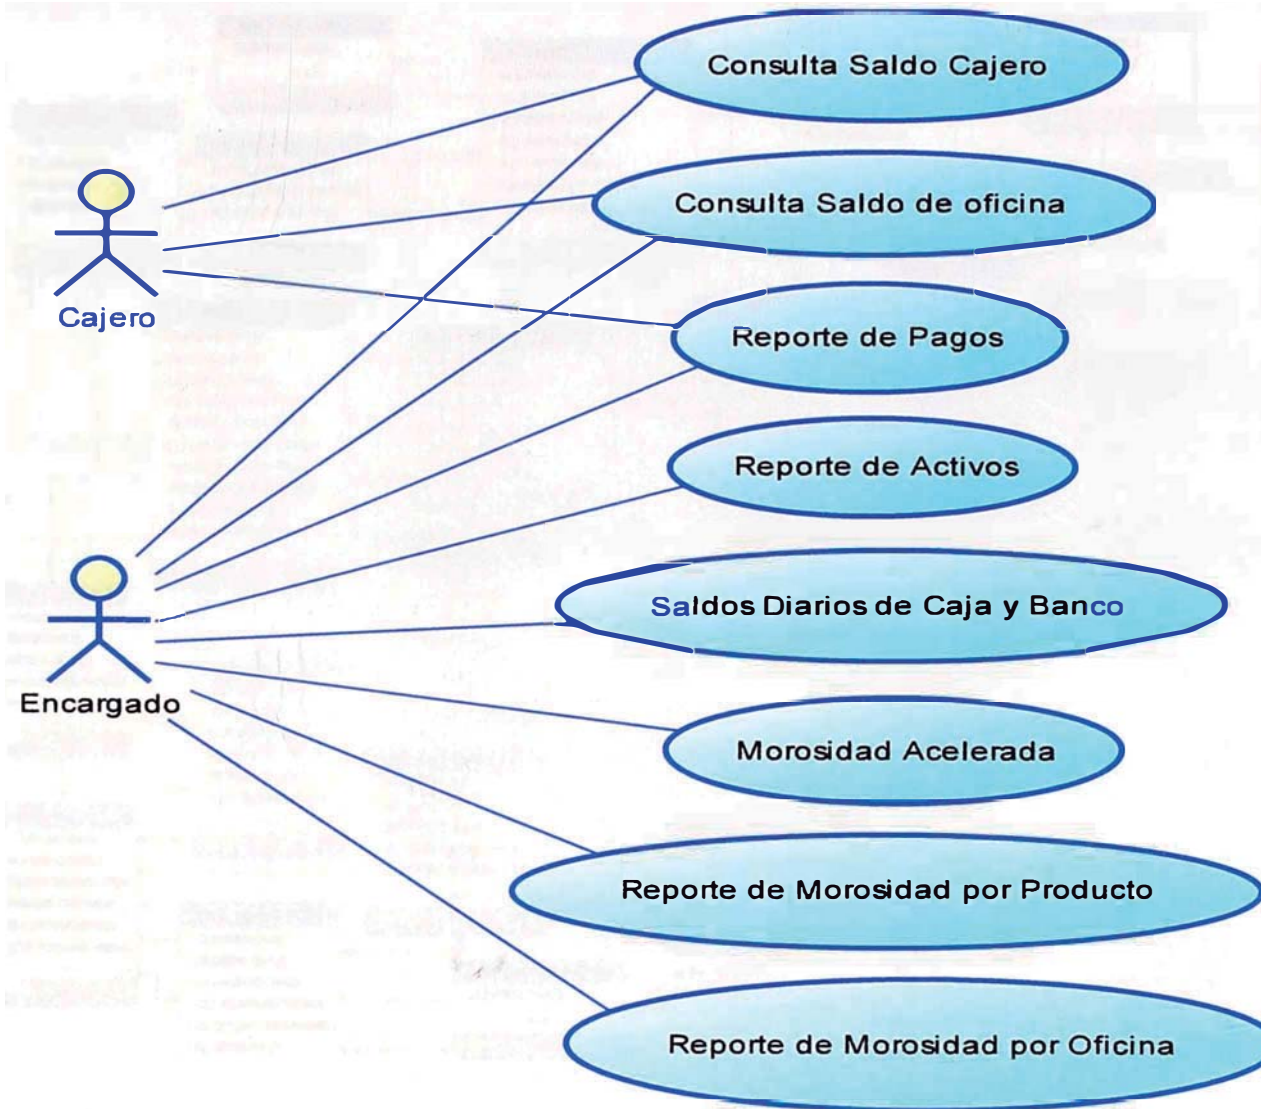 Consulta Saldo Cajero
Consulta Saldo de oficina
Cajero
Reporte de Pagos
Reporte de Activos
Saldos Diarios de Caja y Banco
Encargado
Morosidad Acelerada
Reporte de Morosidad por Producto
Reporte de Morosidad por Oficina